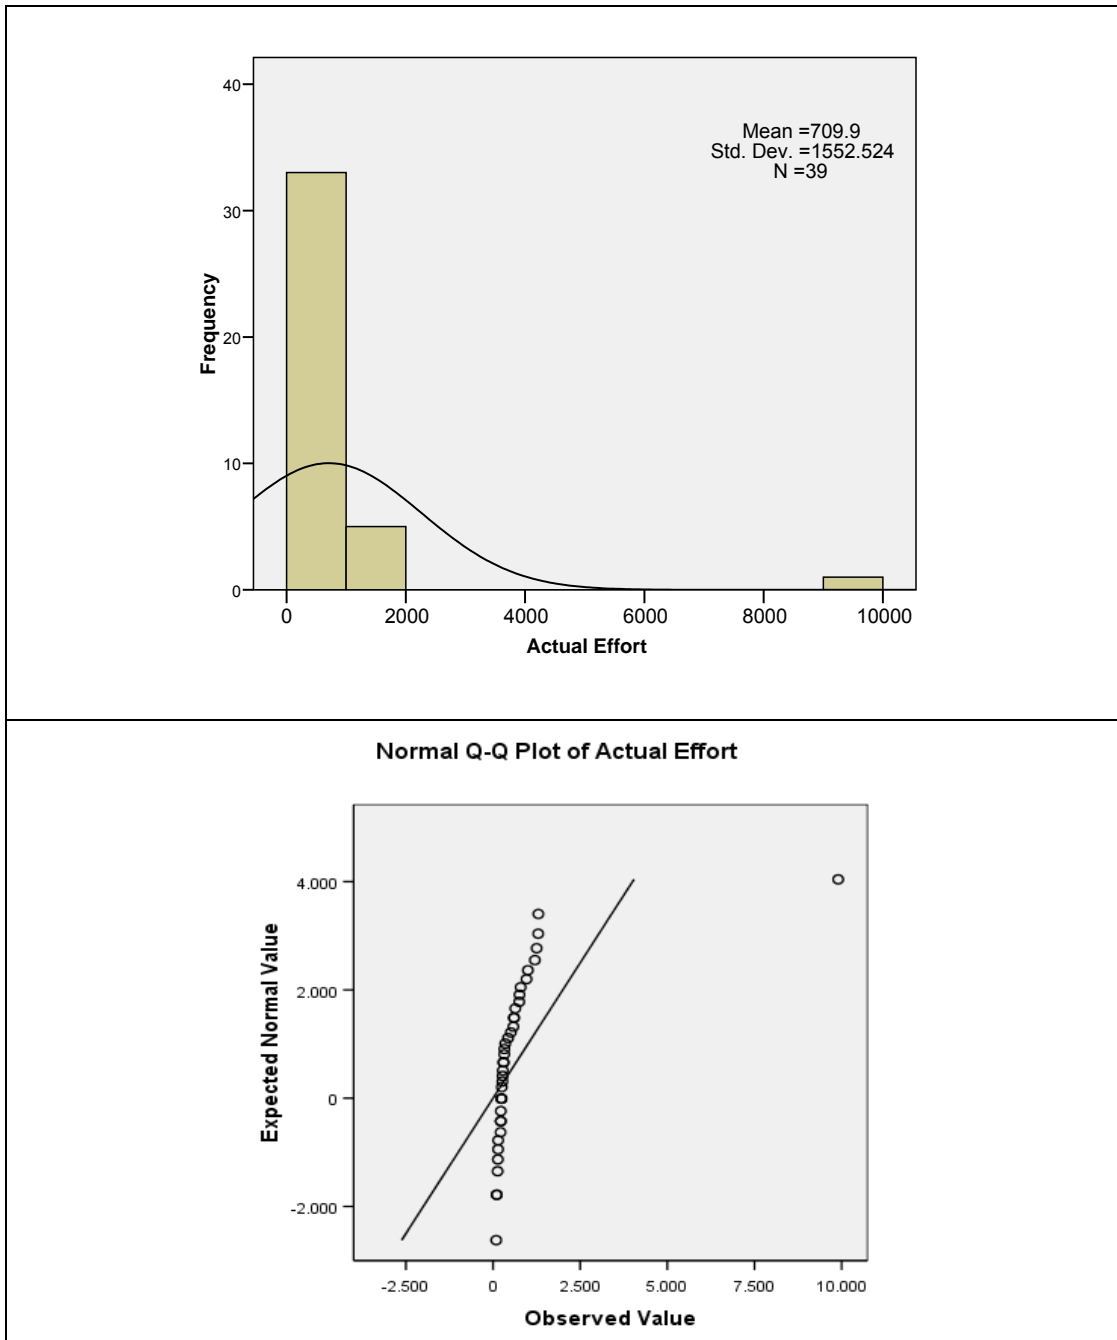 40
Mean =709.9
Std. Dev. =1552.524
N =39
30
Frequency
20
10
0
0 2000 4000 6000 8000 10000
Actual Effort
Normal Q-Q Plot of Actual Effort
4.000
2.000
Expected Normal Value
0
-2.000
-2.500 0 2.500 5.000 7.500 10.000
Observed Value